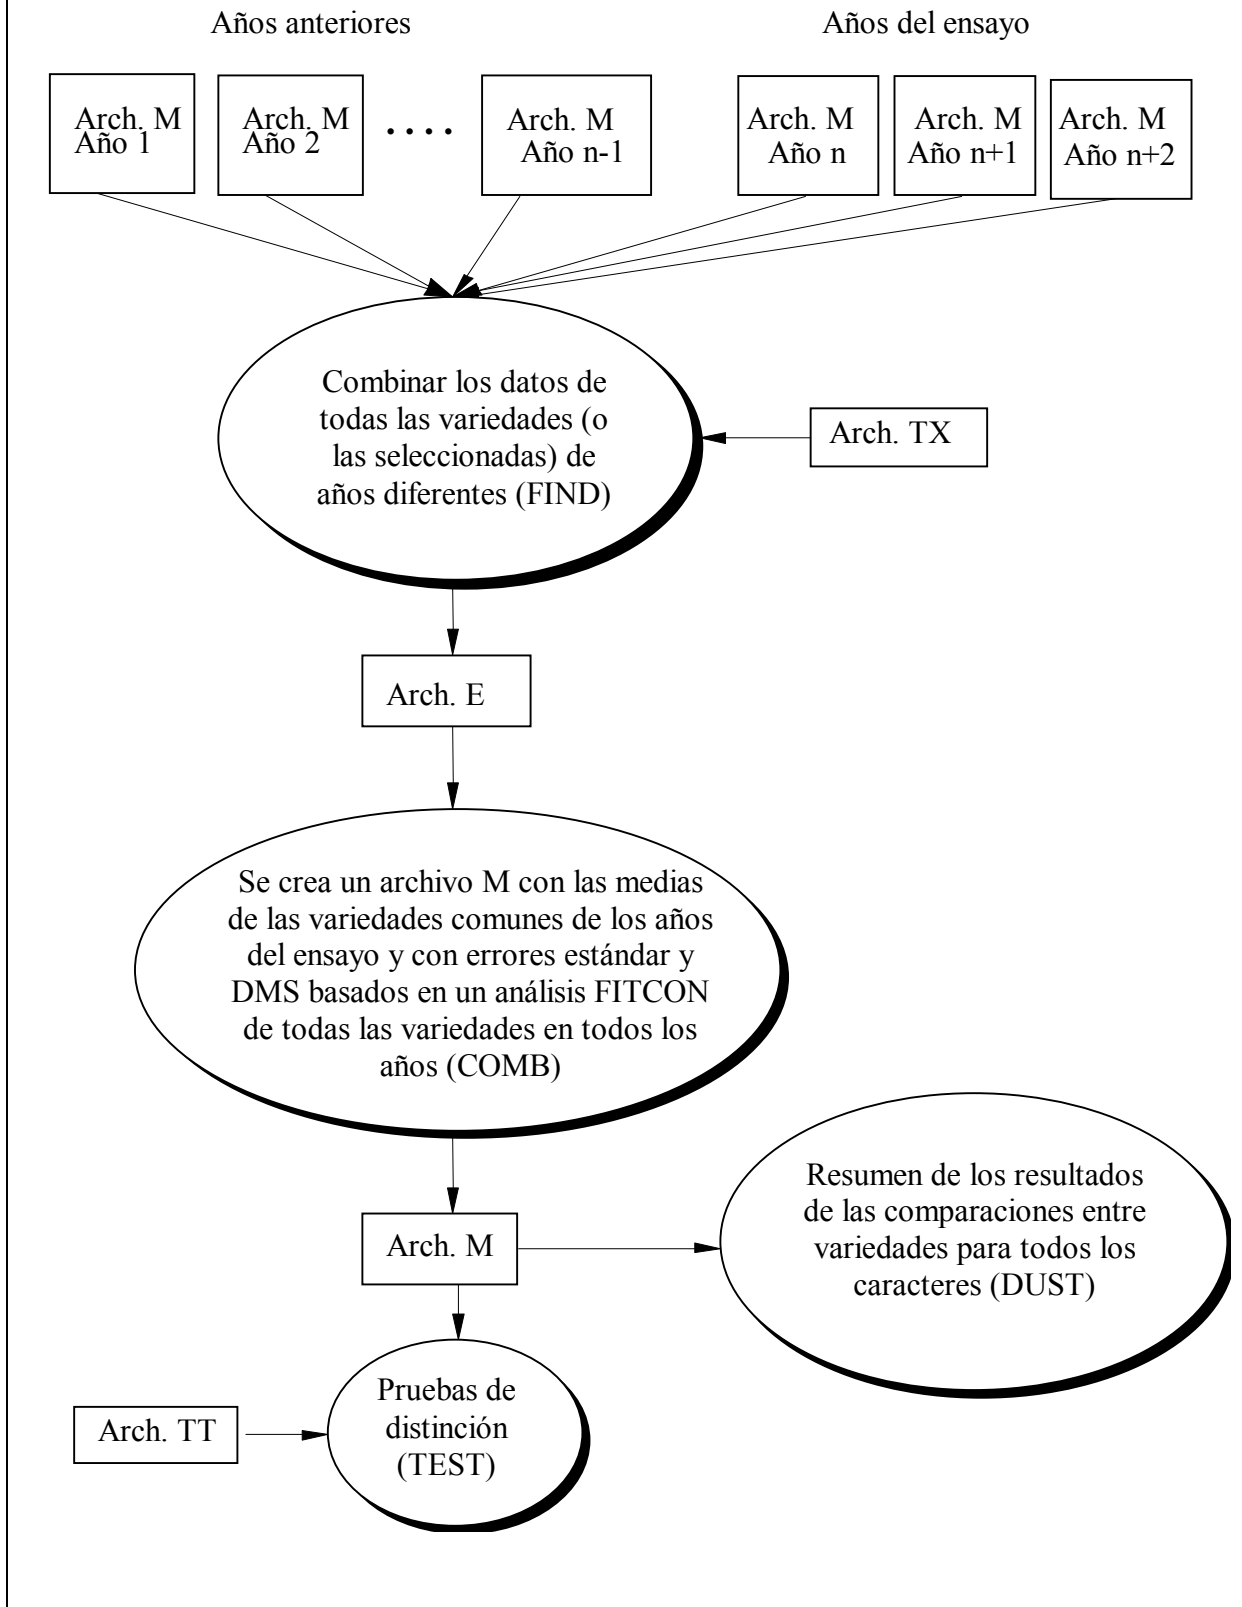 Años anteriores
Años del ensayo
Arch. M
Año 1
Arch. M
Año 2
....
Arch. M
Año n-1
Arch. M
Año n
Arch. M
Año n+1
Arch. M
Año n+2
Combinar los datos de
todas las variedades (o
las seleccionadas) de
años diferentes (FIND)
Arch. TX
Arch. E
Se crea un archivo M con las medias
de las variedades comunes de los años
del ensayo y con errores estándar y
DMS basados en un análisis FITCON
de todas las variedades en todos los
años (COMB)
Arch. M
Resumen de los resultados
de las comparaciones entre
variedades para todos los
caracteres (DUST)
Arch. TT
Pruebas de
distinción
(TEST)